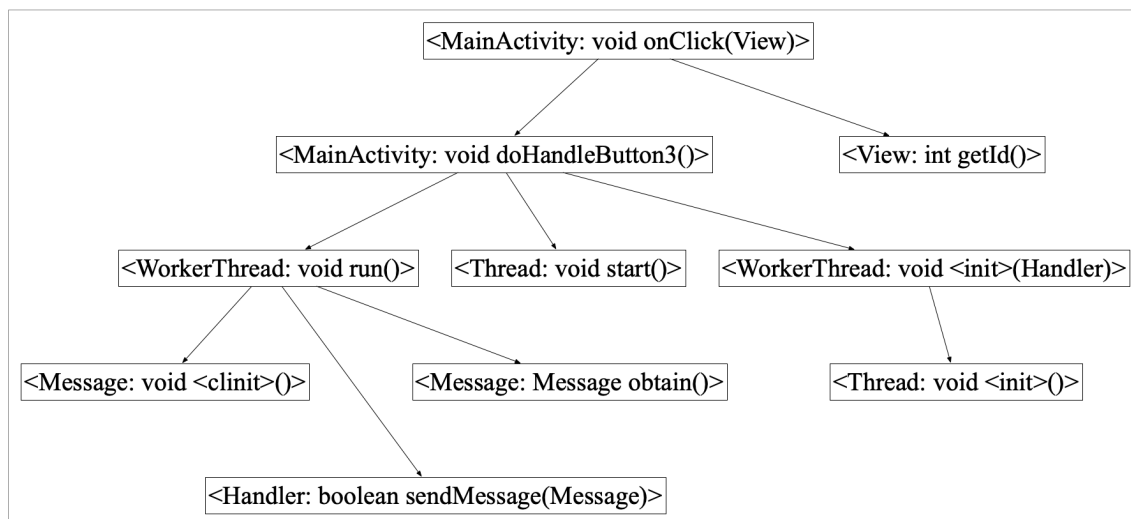 <MainActivity: void onClick(View)>
<MainActivity: void doHandleButton3()>
<View: int getId()>
<WorkerThread: void run()>
<Thread: void start()>
<WorkerThread: void <init>(Handler)>
<Message: void <clinit>()>
<Message: Message obtain()>
<Thread: void <init>()>
<Handler: boolean sendMessage(Message)>